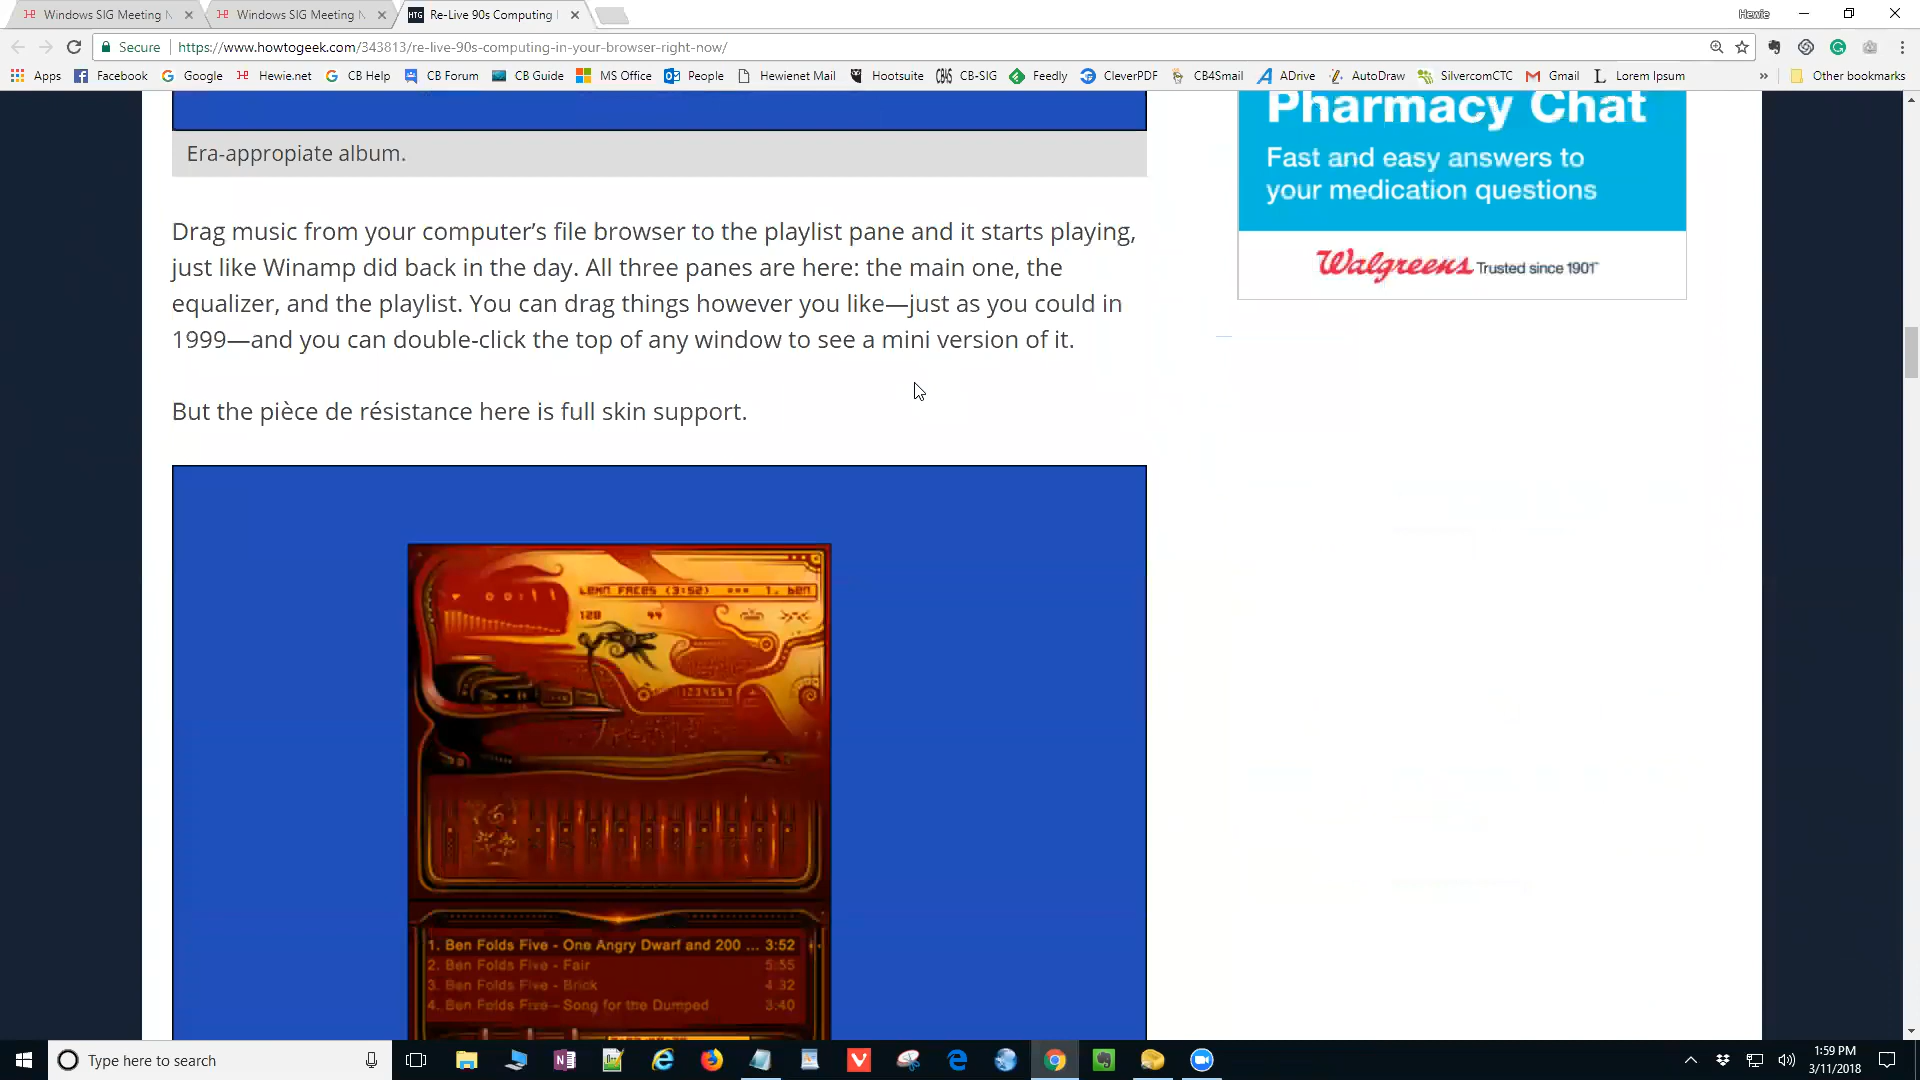 Windows SIG Meeting N
Windows SIG Meeting N
HTG Re-Live 90s Computing
Hewie
Secure https://www.howtogeek.com/343813/re-live-90s-computing-in-your-browser-right-now/
Apps Facebook Google Hewie.net CB Help CB Forum CB Guide MS Office People Hewienet Mail Hootsuite CB-SIG Feedly CleverPDF CB4Smail ADrive AutoDraw SilvercomCTC Gmail Lorem Ipsum » Other bookmarks
Era-appropiate album.
Drag music from your computer’s file browser to the playlist pane and it starts playing,
just like Winamp did back in the day. All three panes are here: the main one, the
equalizer, and the playlist. You can drag things however you like—just as you could in
1999—and you can double-click the top of any window to see a mini version of it.
But the pièce de résistance here is full skin support.
Pharmacy Chat
Fast and easy answers to
your medication questions
Walgreens Trusted since 1901
00:11 FACES (3:52) *** 1. BEN
128
1. Ben Folds Five - One Angry Dwarf and 200 ... 3:52
2. Ben Folds Five - Fair 5:55
3. Ben Folds Five - Brick 4:32
4. Ben Folds Five - Song for the Dumped 3:40
Type here to search
1:59 PM
3/11/2018